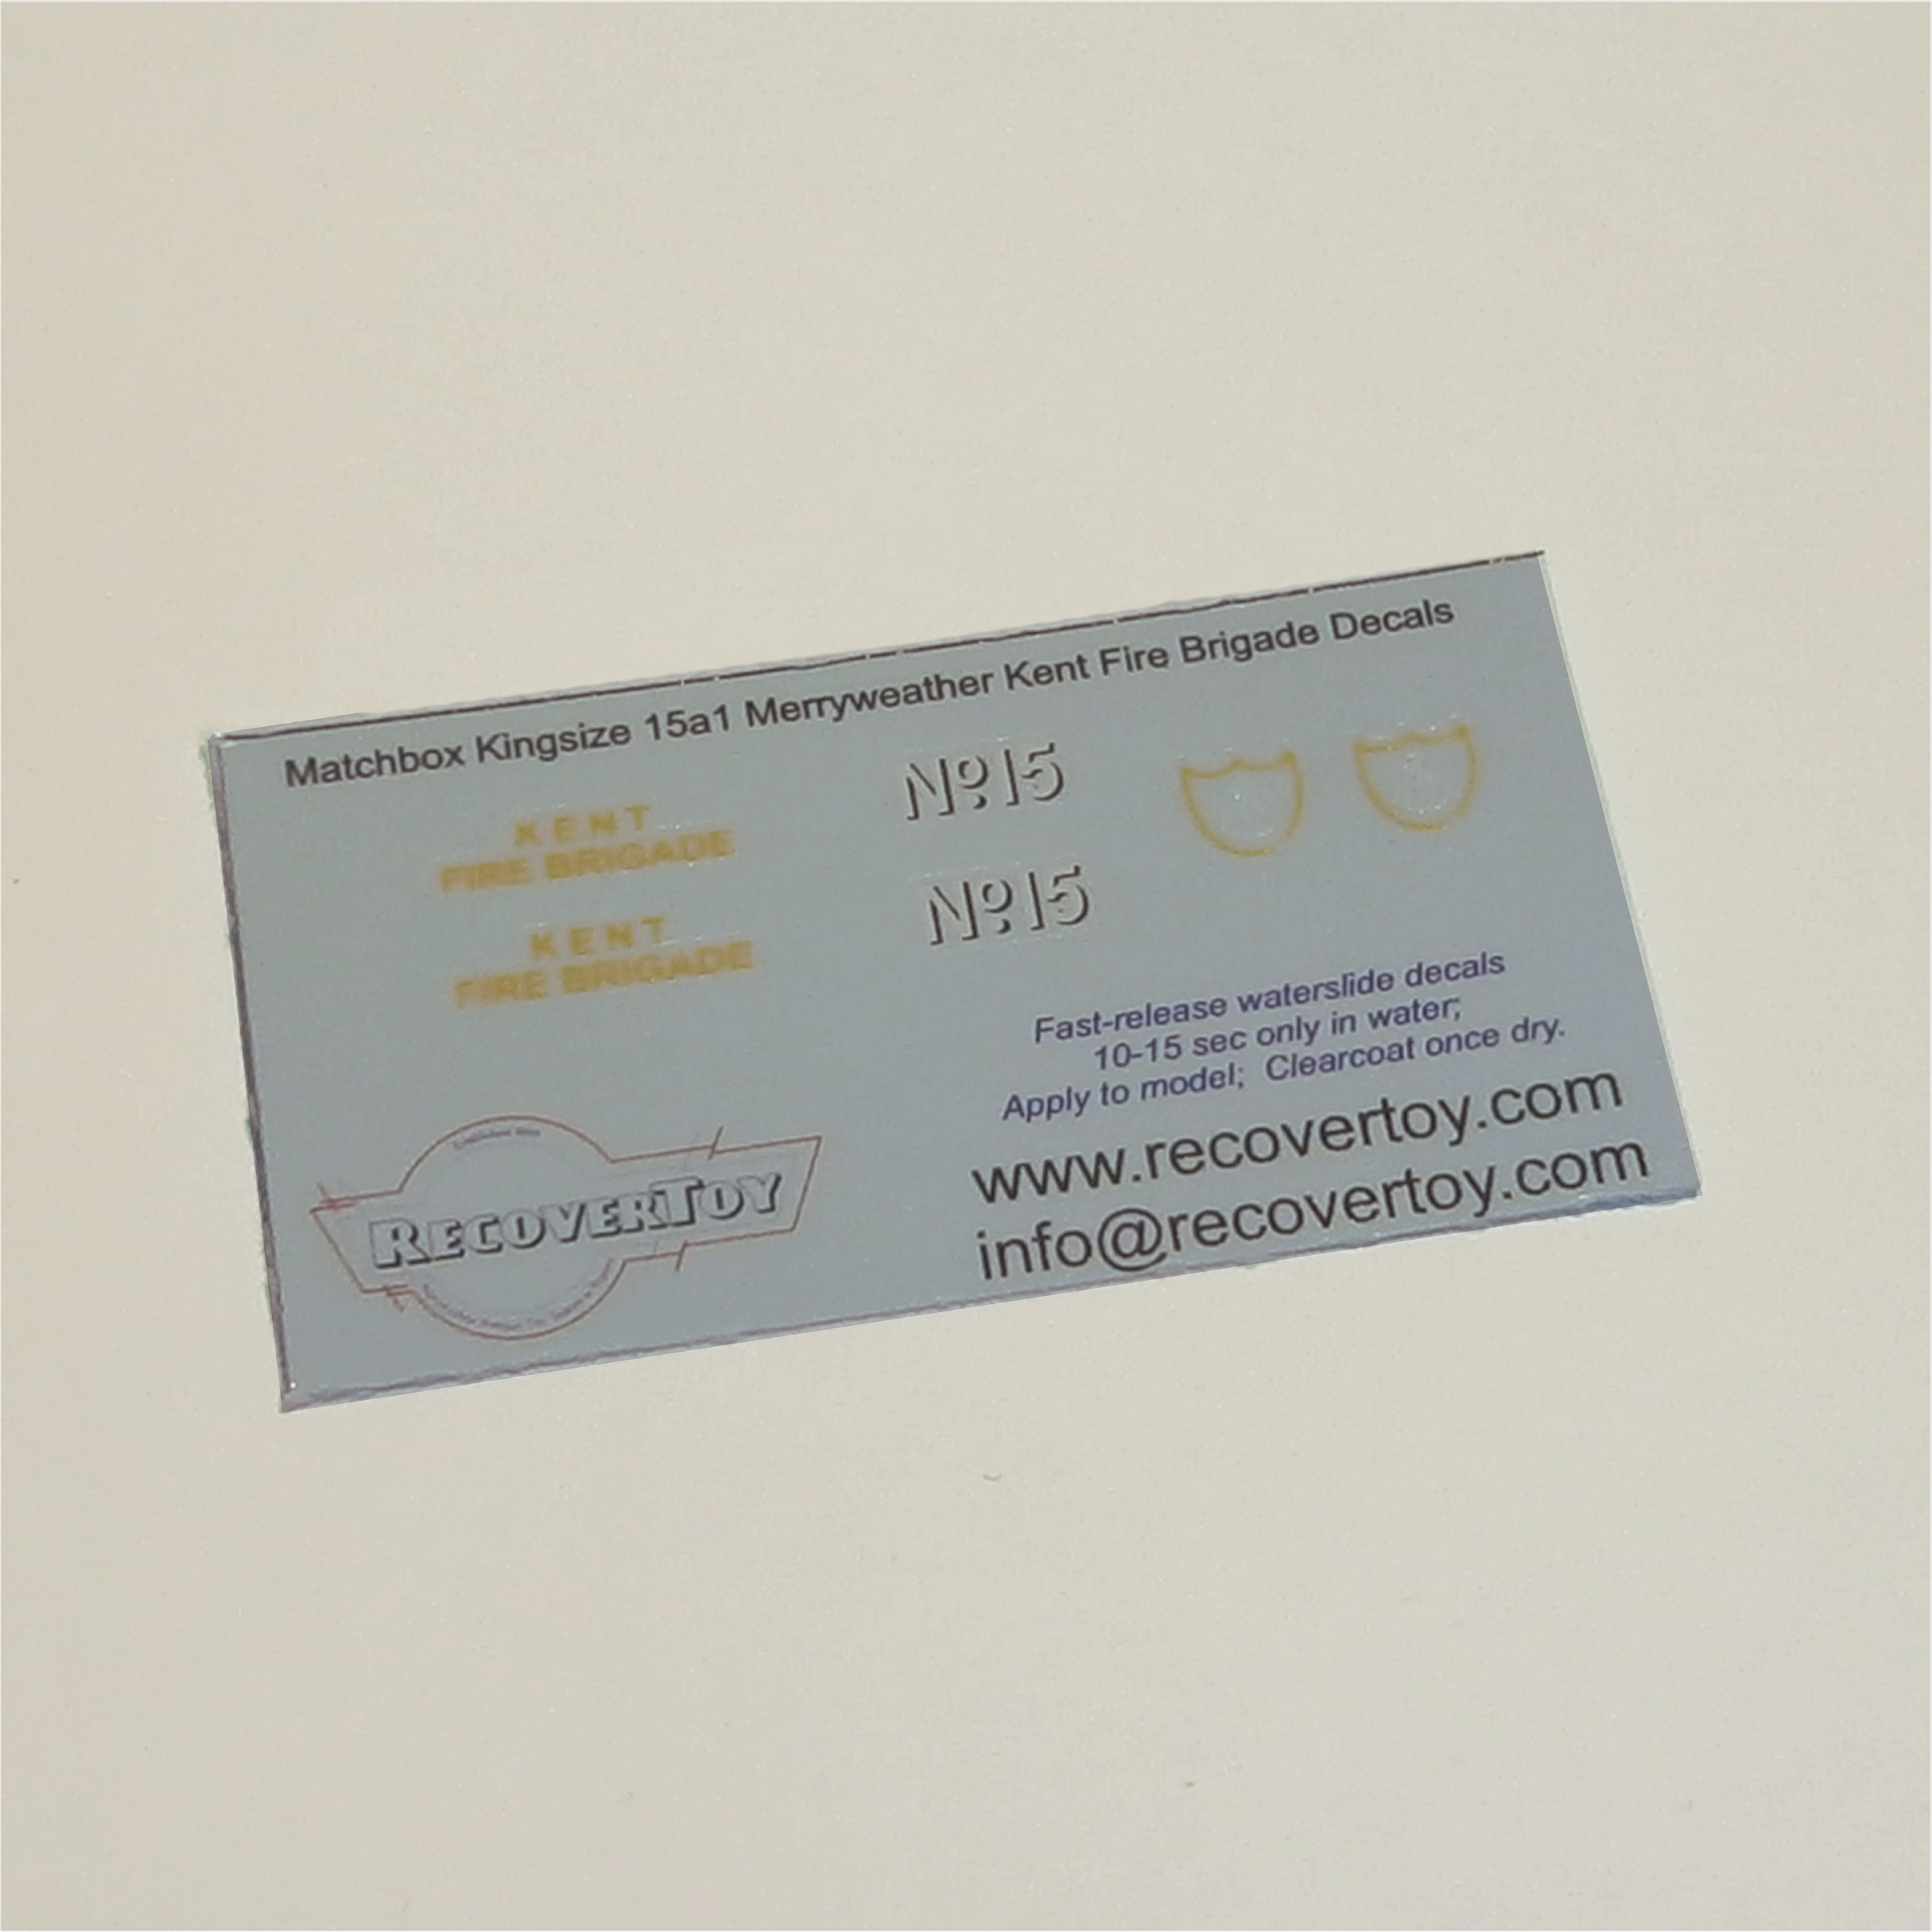 Matchbox Kingsize 15a1 Merryweather Kent Fire Brigade Decals
KENT
FIRE BRIGADE
Nº15
KENT
FIRE BRIGADE
Nº15
Fast-release waterslide decals
10-15 sec only in water;
Apply to model; Clearcoat once dry.
www.recovertoy.com
info@recovertoy.com
RECOVERTOY